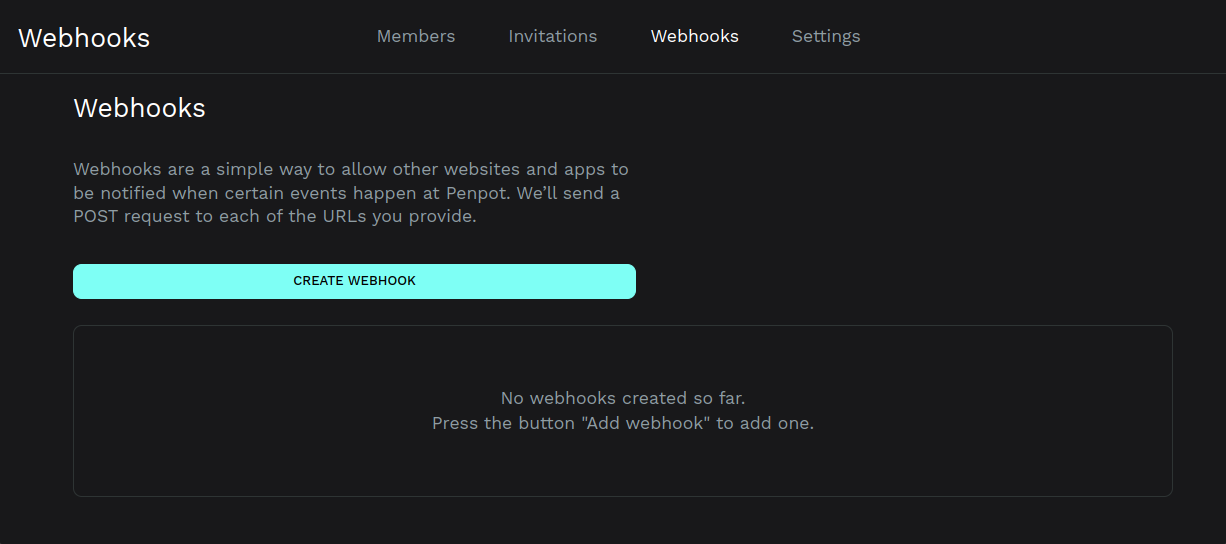 Webhooks
Members
Invitations
Webhooks
Settings
Webhooks
Webhooks are a simple way to allow other websites and apps to
be notified when certain events happen at Penpot. We’ll send a
POST request to each of the URLs you provide.
CREATE WEBHOOK
No webhooks created so far.
Press the button "Add webhook" to add one.